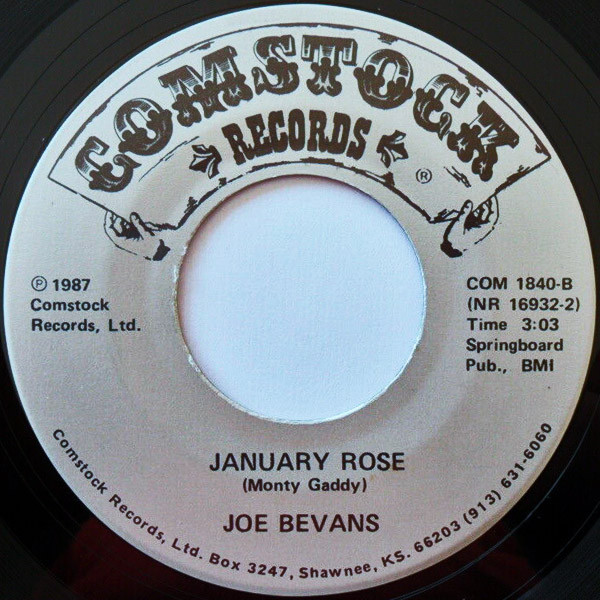 COMSTOCK
RECORDS
®
℗ 1987
Comstock
Records, Ltd.
COM 1840-B
(NR 16932-2)
Time 3:03
Springboard
Pub., BMI
JANUARY ROSE
(Monty Gaddy)
JOE BEVANS
Comstock Records, Ltd. Box 3247, Shawnee, KS. 66203 (913) 631-6060